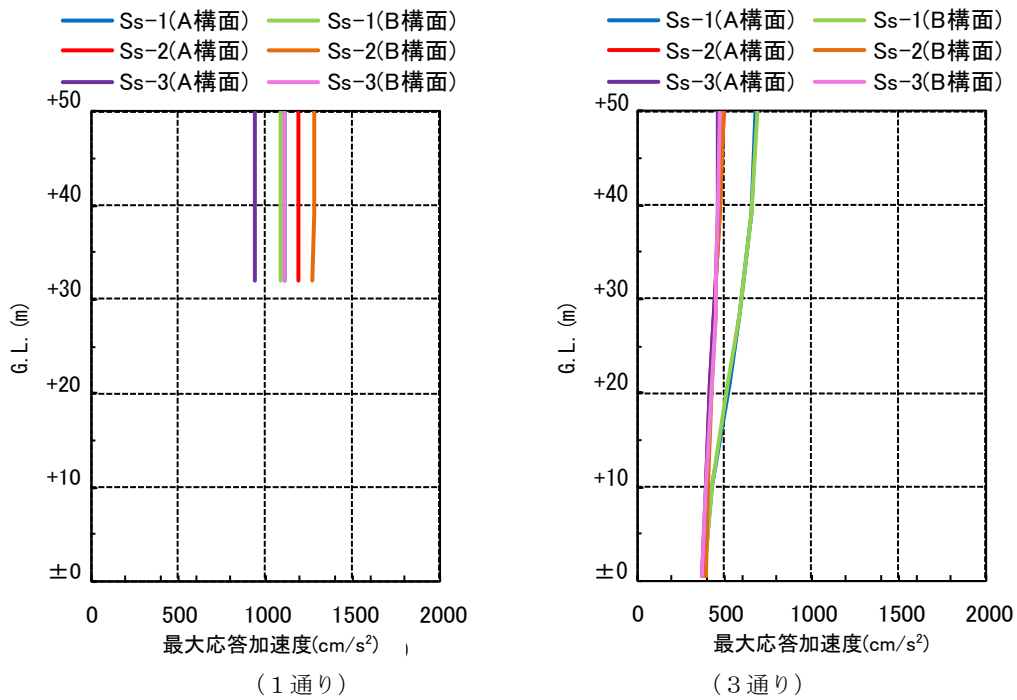 Ss-1(A構面) Ss-1(B構面)
Ss-2(A構面) Ss-2(B構面)
Ss-3(A構面) Ss-3(B構面)
+50
+40
+30
+20
+10
±0
G.L.(m)
0 500 1000 1500 2000
最大応答加速度(cm/s²) )
(1通り)
Ss-1(A構面) Ss-1(B構面)
Ss-2(A構面) Ss-2(B構面)
Ss-3(A構面) Ss-3(B構面)
+50
+40
+30
+20
+10
±0
G.L.(m)
0 500 1000 1500 2000
最大応答加速度(cm/s²)
(3通り)